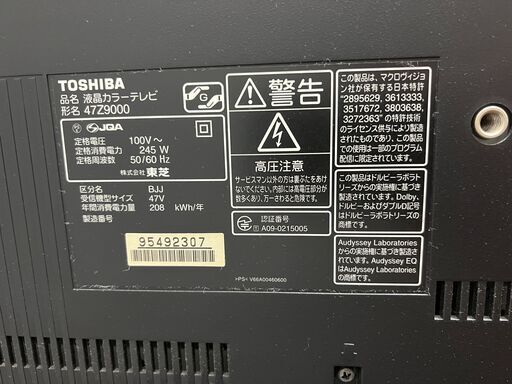 TOSHIBA
品名 液晶カラーテレビ
形名 47Z9000
G
JQA
定格電圧 100V～
定格消費電力 245 W
定格周波数 50/60 Hz
株式会社 東芝
区分名 BJJ
受信機型サイズ 47V
年間消費電力量 208 kWh/年
製造番号
95492307
警告
高圧注意
サービスマン以外の方は裏ぶたをあけ
ないでください。内部には高電圧部分が
数多くあり、万一さわると危険です。
認証番号
A09-0215005
>PS< V66A00460600
この製品は、マクロヴィジョ
ン社が保有する日本特許
"2895629, 3613333,
3517672, 3803638,
3272363" の特許技術
のライセンス供与により製造
されたものであり、この製品
での使用は一部のプログラム
配信に限られています。
この製品はドルビーラボラト
リーズからの実施権に基づ
き製造されています。Dolby、
ドルビーおよびダブルD記号は
ドルビーラボラトリーズの
商標です。
Audyssey Laboratories
からの実施権に基づき製造
されています。Audyssey EQ
はAudyssey Laboratories
の商標です。